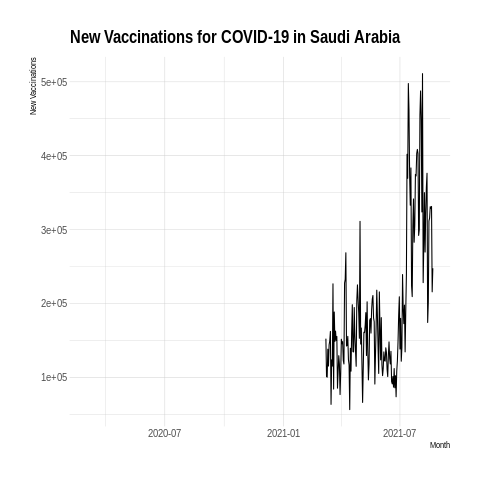 New Vaccinations for COVID-19 in Saudi Arabia
New Vaccinations
5e+05
4e+05
3e+05
2e+05
1e+05
2020-07
2021-01
2021-07
Month